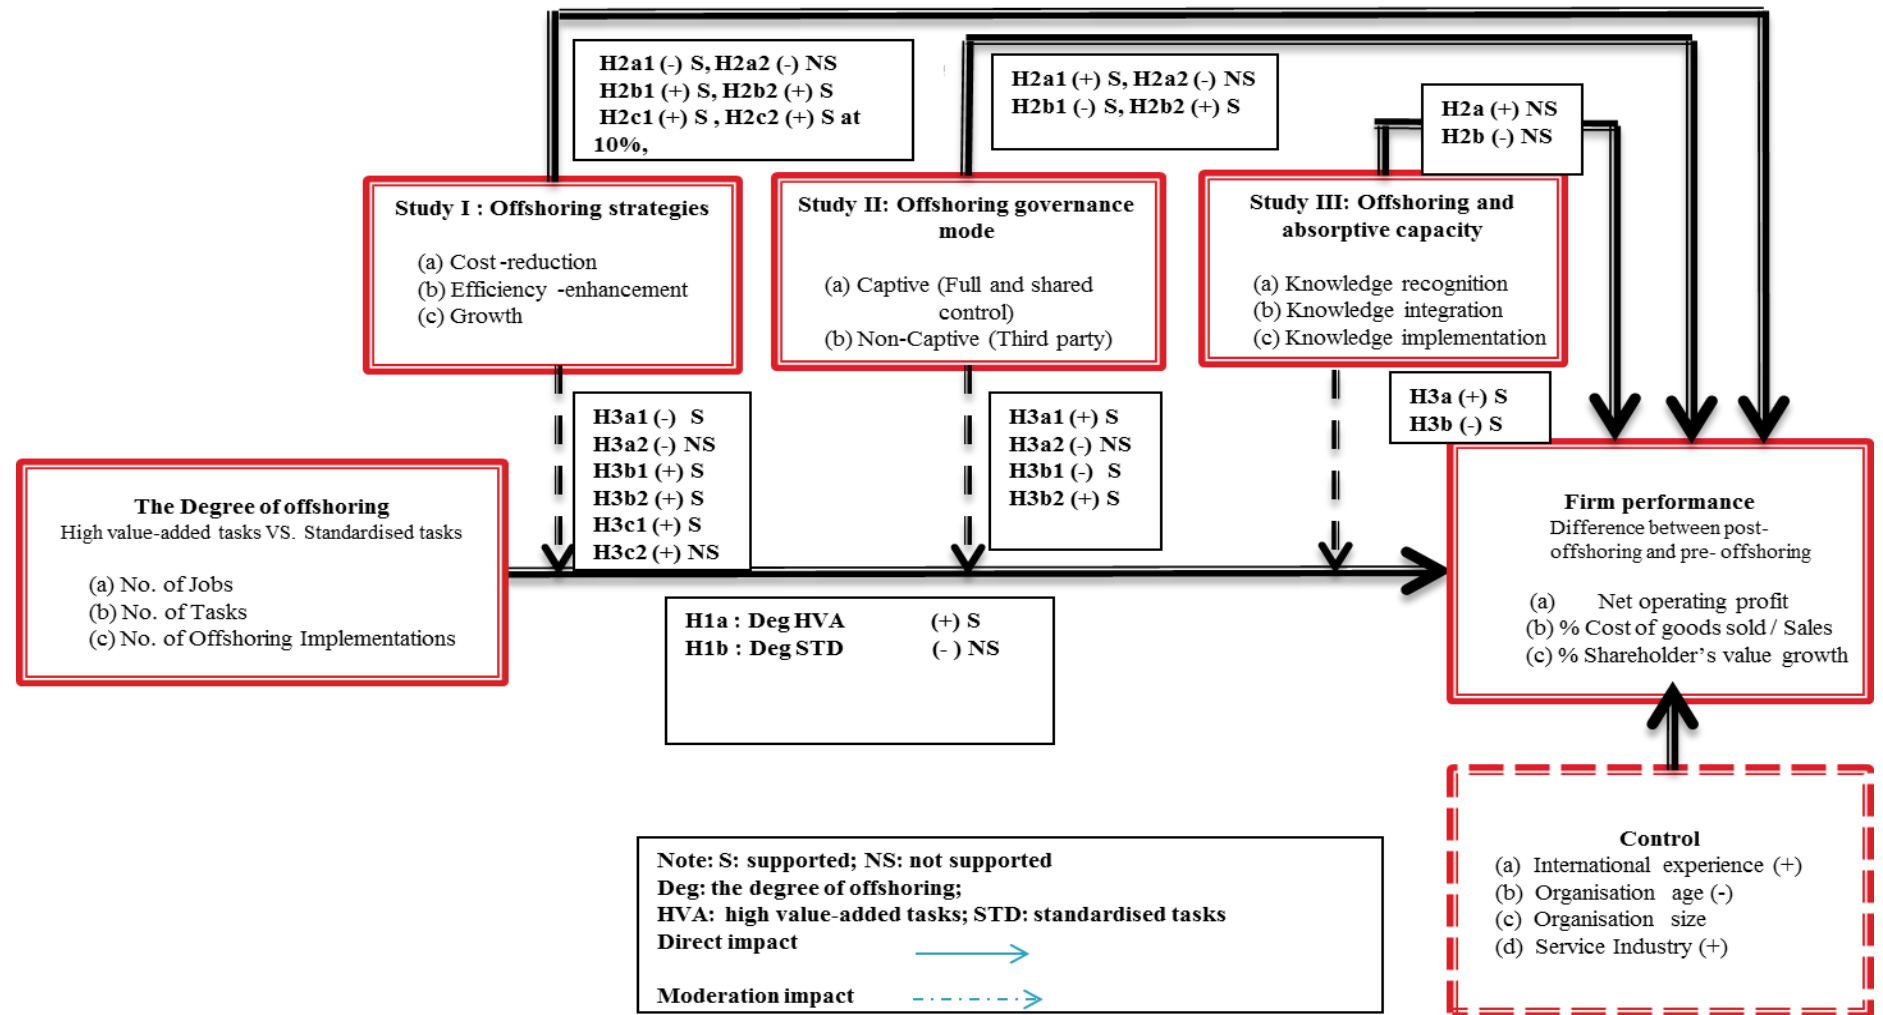 H2a1 (-) S, H2a2 (-) NS
H2b1 (+) S, H2b2 (+) S
H2c1 (+) S , H2c2 (+) S at
10%,
H2a1 (+) S, H2a2 (-) NS
H2b1 (-) S, H2b2 (+) S
H2a (+) NS
H2b (-) NS
Study I : Offshoring strategies
(a) Cost -reduction
(b) Efficiency -enhancement
(c) Growth
Study II: Offshoring governance
mode
(a) Captive (Full and shared
control)
(b) Non-Captive (Third party)
Study III: Offshoring and
absorptive capacity
(a) Knowledge recognition
(b) Knowledge integration
(c) Knowledge implementation
H3a1 (-) S
H3a2 (-) NS
H3b1 (+) S
H3b2 (+) S
H3c1 (+) S
H3c2 (+) NS
H3a1 (+) S
H3a2 (-) NS
H3b1 (-) S
H3b2 (+) S
H3a (+) S
H3b (-) S
The Degree of offshoring
High value-added tasks VS. Standardised tasks
(a) No. of Jobs
(b) No. of Tasks
(c) No. of Offshoring Implementations
Firm performance
Difference between post-
offshoring and pre- offshoring
(a) Net operating profit
(b) % Cost of goods sold / Sales
(c) % Shareholder’s value growth
H1a : Deg HVA (+) S
H1b : Deg STD (- ) NS
Control
(a) International experience (+)
(b) Organisation age (-)
(c) Organisation size
(d) Service Industry (+)
Note: S: supported; NS: not supported
Deg: the degree of offshoring;
HVA: high value-added tasks; STD: standardised tasks
Direct impact
Moderation impact